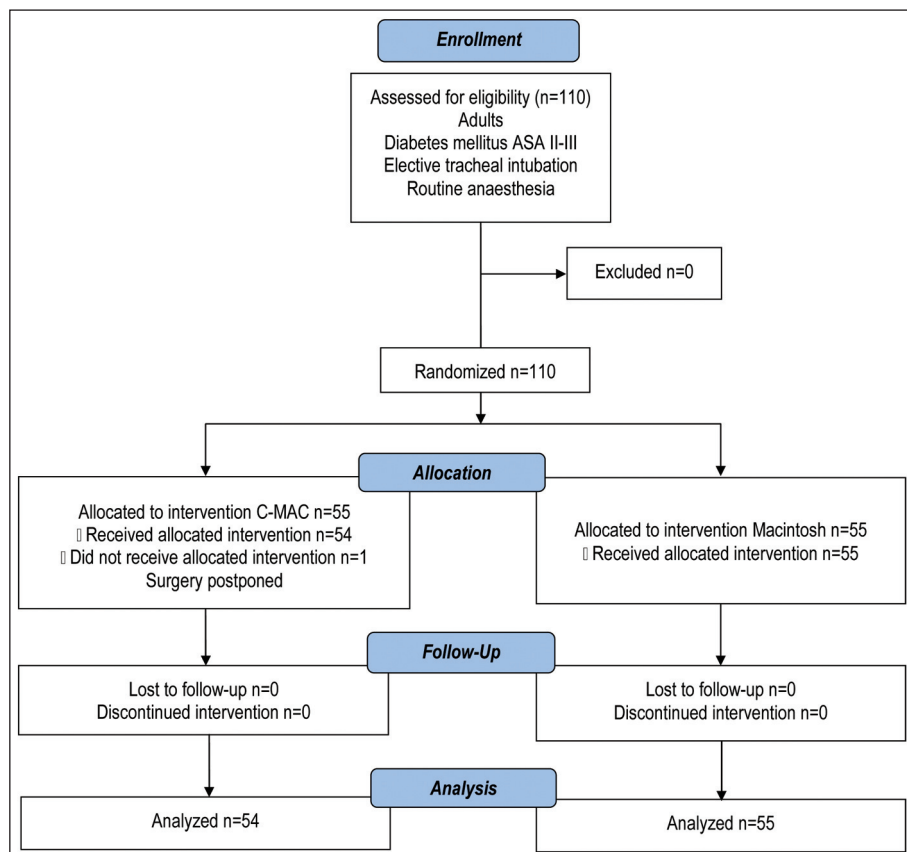 Enrollment
Assessed for eligibility (n=110)
Adults
Diabetes mellitus ASA II-III
Elective tracheal intubation
Routine anaesthesia
Excluded n=0
Randomized n=110
Allocation
Allocated to intervention C-MAC n=55
▯ Received allocated intervention n=54
▯ Did not receive allocated intervention n=1
Surgery postponed
Allocated to intervention Macintosh n=55
▯ Received allocated intervention n=55
Follow-Up
Lost to follow-up n=0
Discontinued intervention n=0
Lost to follow-up n=0
Discontinued intervention n=0
Analysis
Analyzed n=54
Analyzed n=55